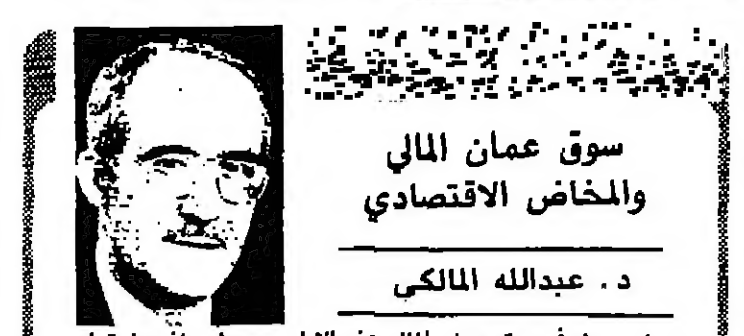 سوق عمان المالي
والمخاض الاقتصادي
د. عبدالله المالكي